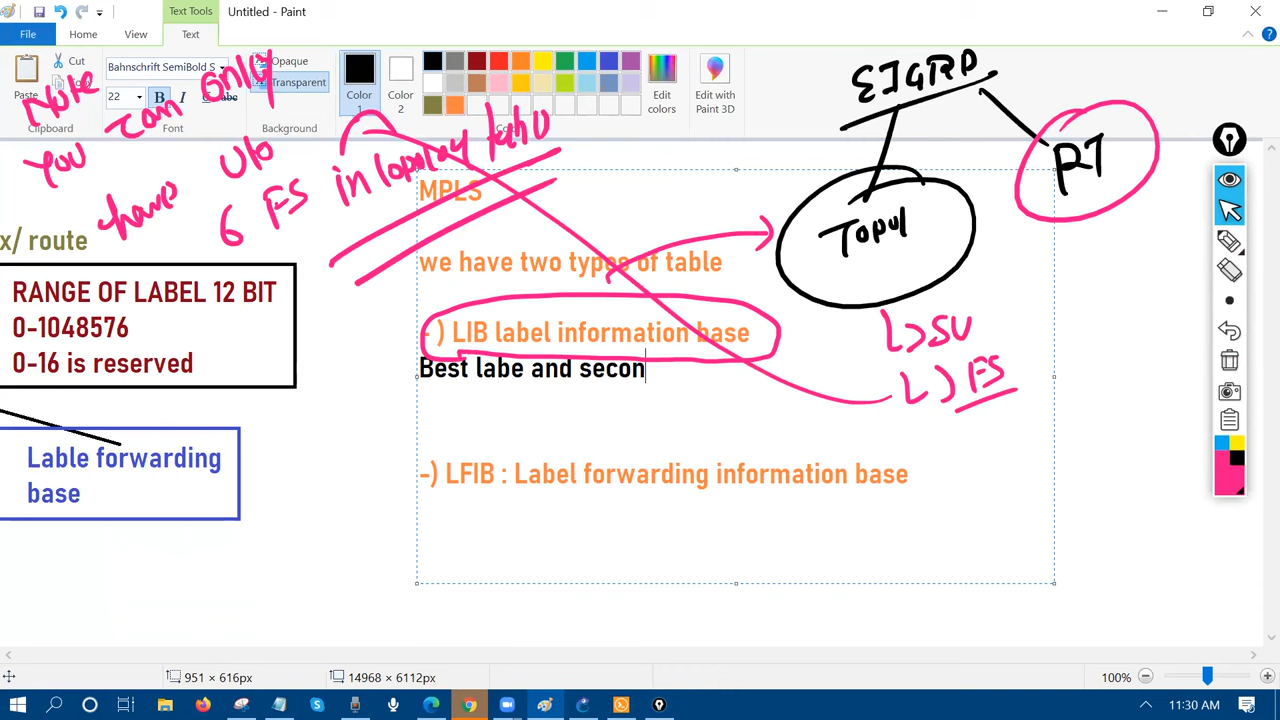 Untitled - Paint
Text Tools
File
Home
View
Text
Cut
Paste
Clipboard
Bahnschrift SemiBold S
22
B
I
U
abc
Font
Opaque
Transparent
Background
Color 1
Color 2
Edit colors
Edit with Paint 3D
Note
You can only
have
6 FS in topolay table
EIGRP
RT
Topol
SU
FS
x/ route
RANGE OF LABEL 12 BIT
0-1048576
0-16 is reserved
Lable forwarding
base
MPLS
we have two types of table
-) LIB label information base
Best labe and secon
-) LFIB : Label forwarding information base
951 × 616px
14968 × 6112px
100%
11:30 AM